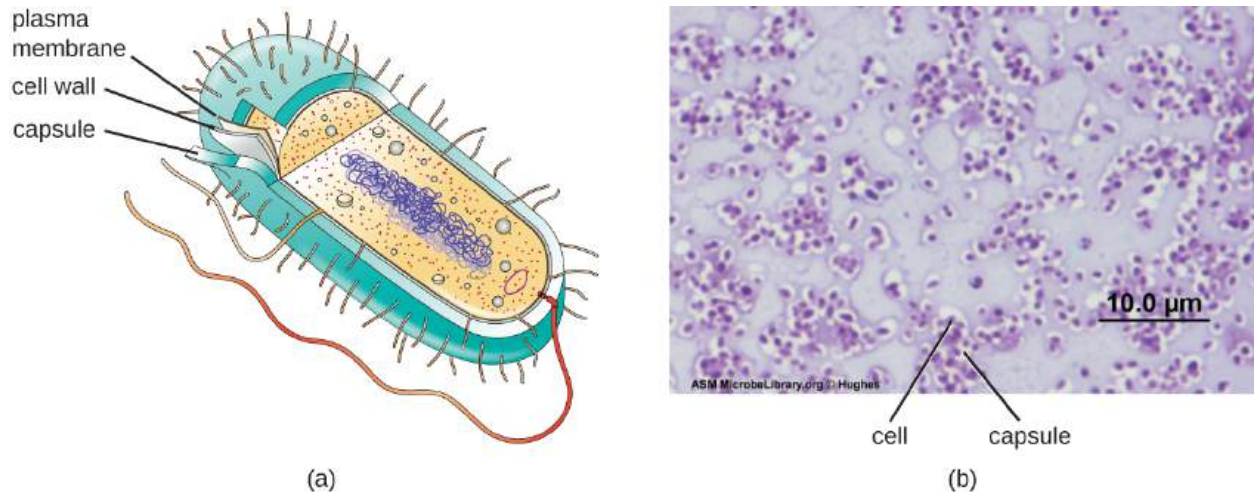 plasma
membrane
cell wall
capsule
10.0 µm
ASM MicrobeLibrary.org © Hughes
cell
capsule
(a)
(b)